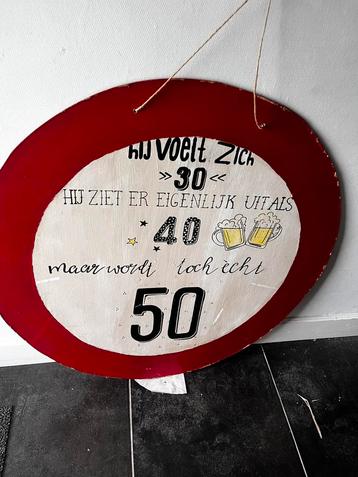 Hij voelt zich
»30«
HIJ ZIET ER EIGENLIJK UIT ALS
40
maar wordt toch echt
50